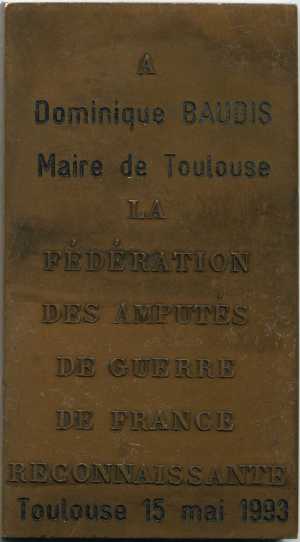 A
Dominique BAUDIS
Maire de Toulouse
LA
FÉDÉRATION
DES AMPUTÉS
DE GUERRE
DE FRANCE
RECONNAISSANTE
Toulouse 15 mai 1993